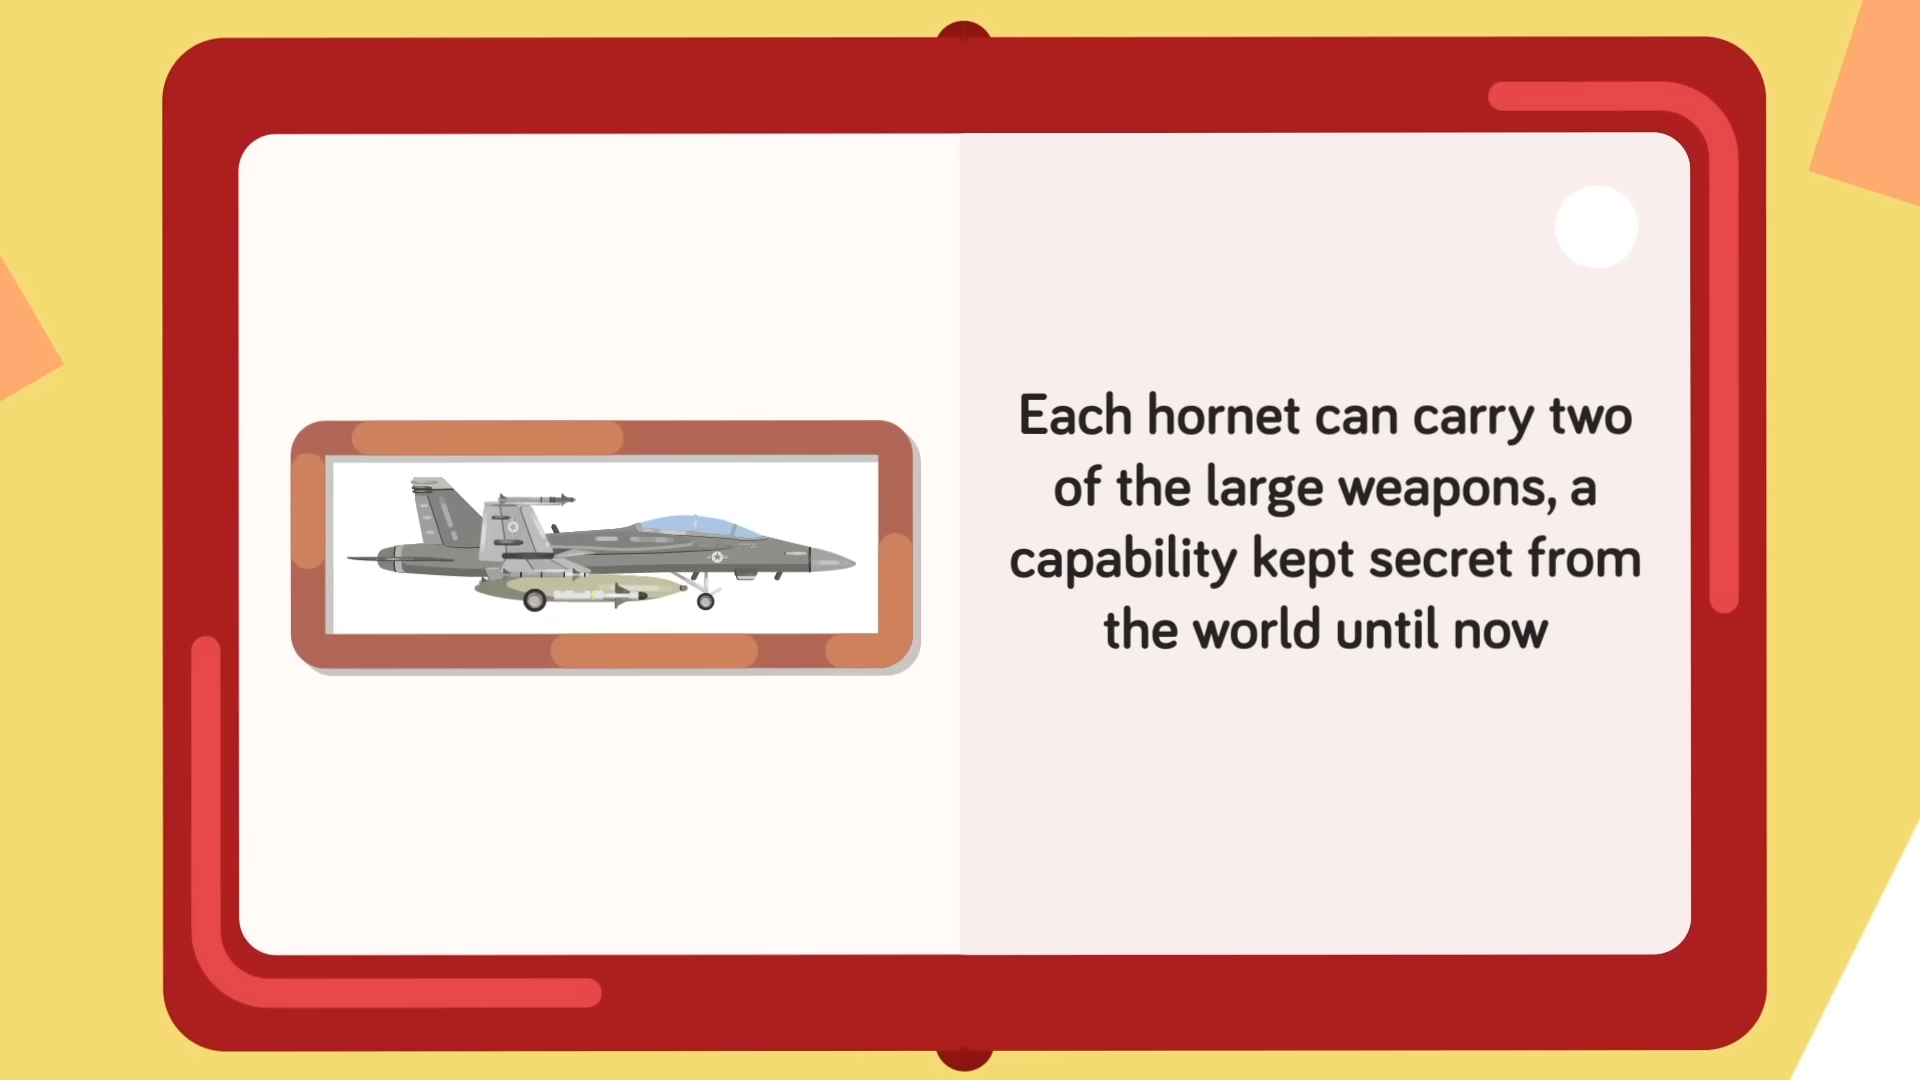 Each hornet can carry two
of the large weapons, a
capability kept secret from
the world until now